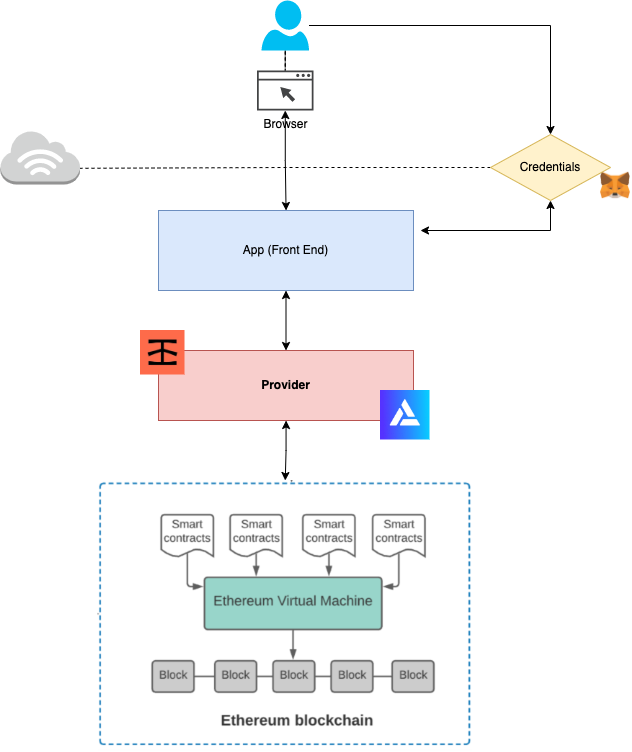 Browser
Credentials
App (Front End)
Provider
Smart
contracts
Smart
contracts
Smart
contracts
Smart
contracts
Ethereum Virtual Machine
Block
Block
Block
Block
Block
Ethereum blockchain